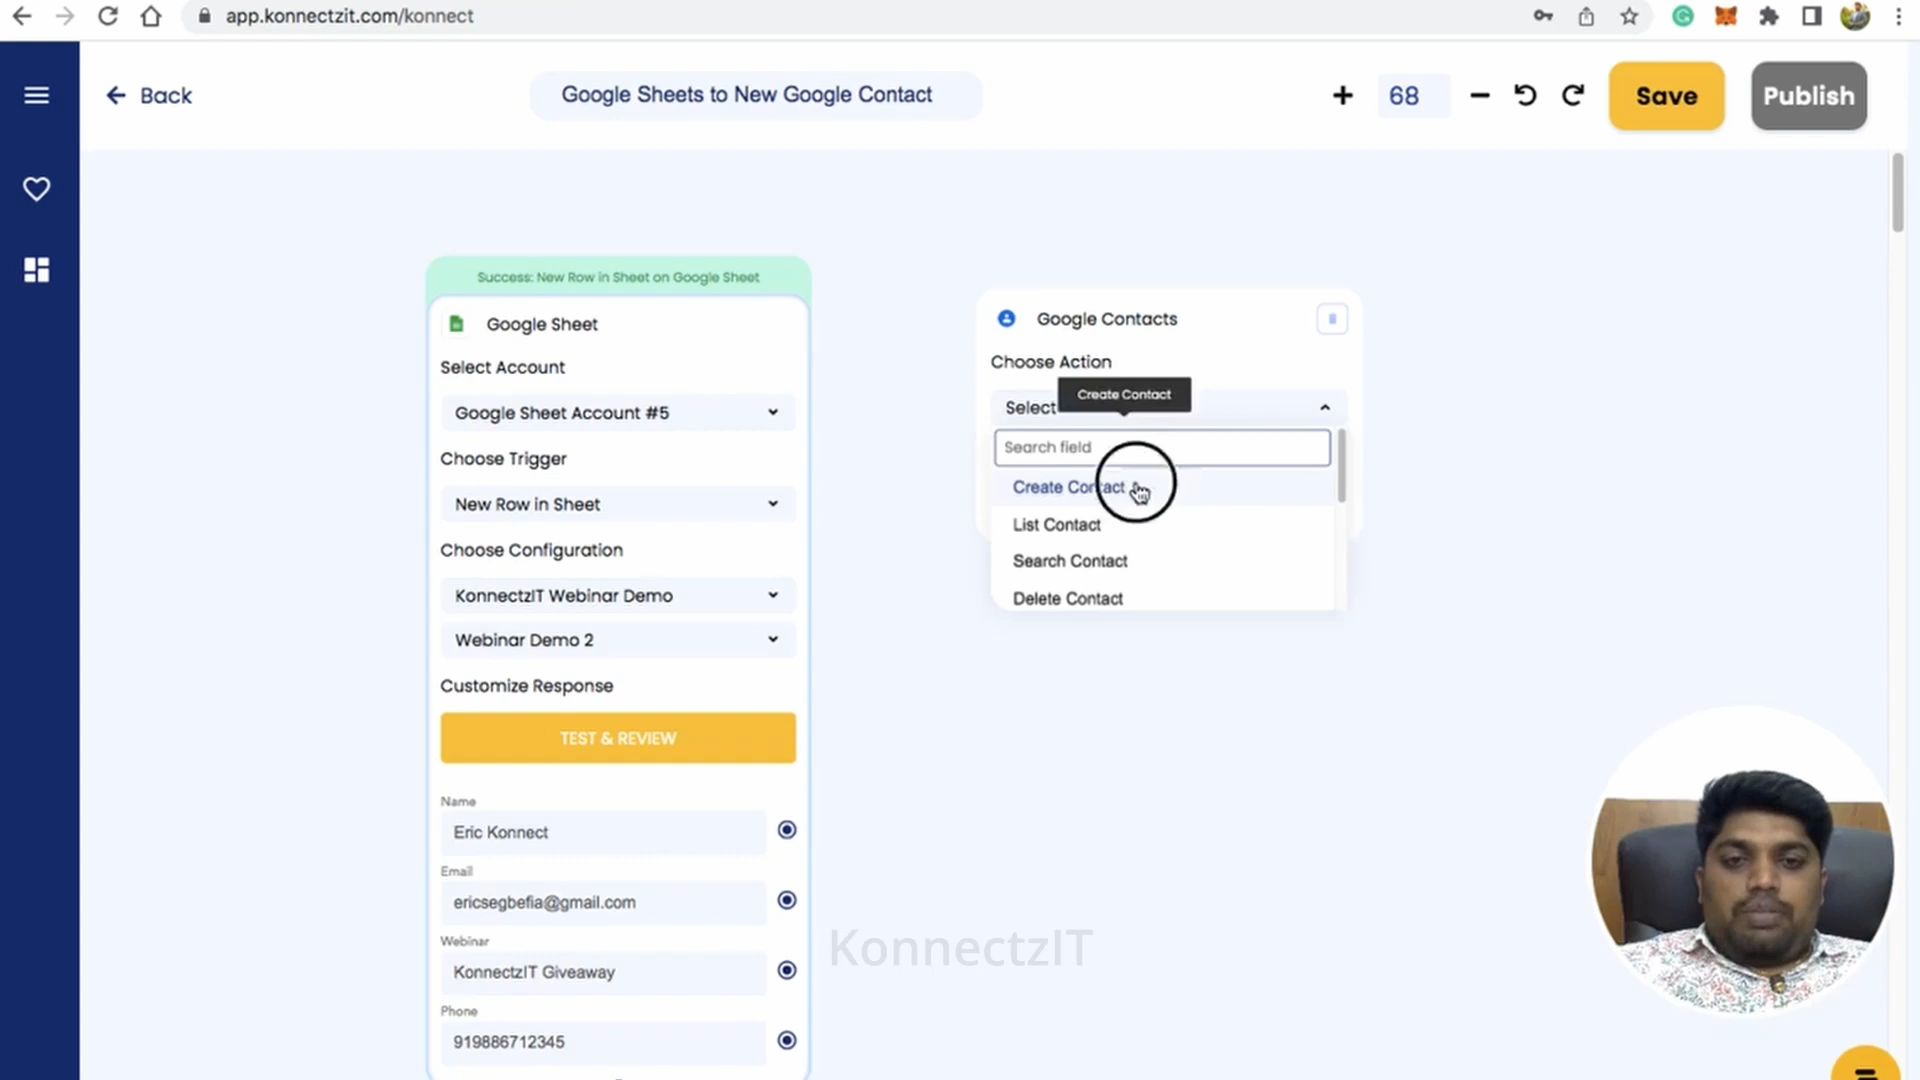 app.konnectzit.com/konnect
Back
Google Sheets to New Google Contact
68
Save
Publish
Success: New Row in Sheet on Google Sheet
Google Sheet
Select Account
Google Sheet Account #5
Choose Trigger
New Row in Sheet
Choose Configuration
KonnectzIT Webinar Demo
Webinar Demo 2
Customize Response
TEST & REVIEW
Name
Eric Konnect
Email
ericsegbefia@gmail.com
Webinar
KonnectzIT Giveaway
Phone
919886712345
Google Contacts
Choose Action
Create Contact
Select
Search field
Create Contact
List Contact
Search Contact
Delete Contact
KonnectzIT